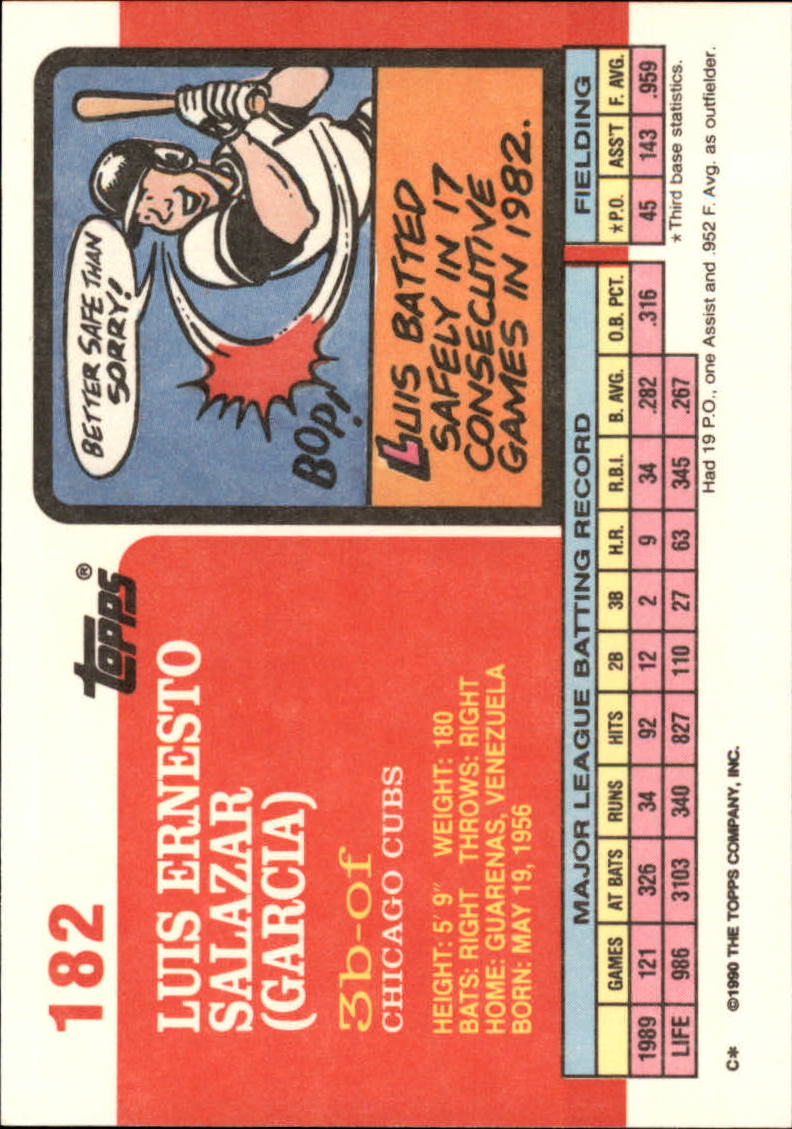 182
topps®
LUIS ERNESTO
SALAZAR
(GARCIA)
3b-of
CHICAGO CUBS
HEIGHT: 5' 9" WEIGHT: 180
BATS: RIGHT THROWS: RIGHT
HOME: GUARENAS, VENEZUELA
BORN: MAY 19, 1956
BETTER SAFE THAN
SORRY!
BOP!
LUIS BATTED
SAFELY IN 17
CONSECUTIVE
GAMES IN 1982.
MAJOR LEAGUE BATTING RECORD FIELDING
GAMES AT BATS RUNS HITS 2B 3B H.R. R.B.I. B. AVG. O.B. PCT. *P.O. ASS'T F. AVG.
1989 121 326 34 92 12 2 9 34 .282 .316 45 143 .959
LIFE 986 3103 340 827 110 27 63 345 .267 *Third base statistics.
Had 19 P.O., one Assist and .952 F. Avg. as outfielder.
C* ©1990 THE TOPPS COMPANY, INC.